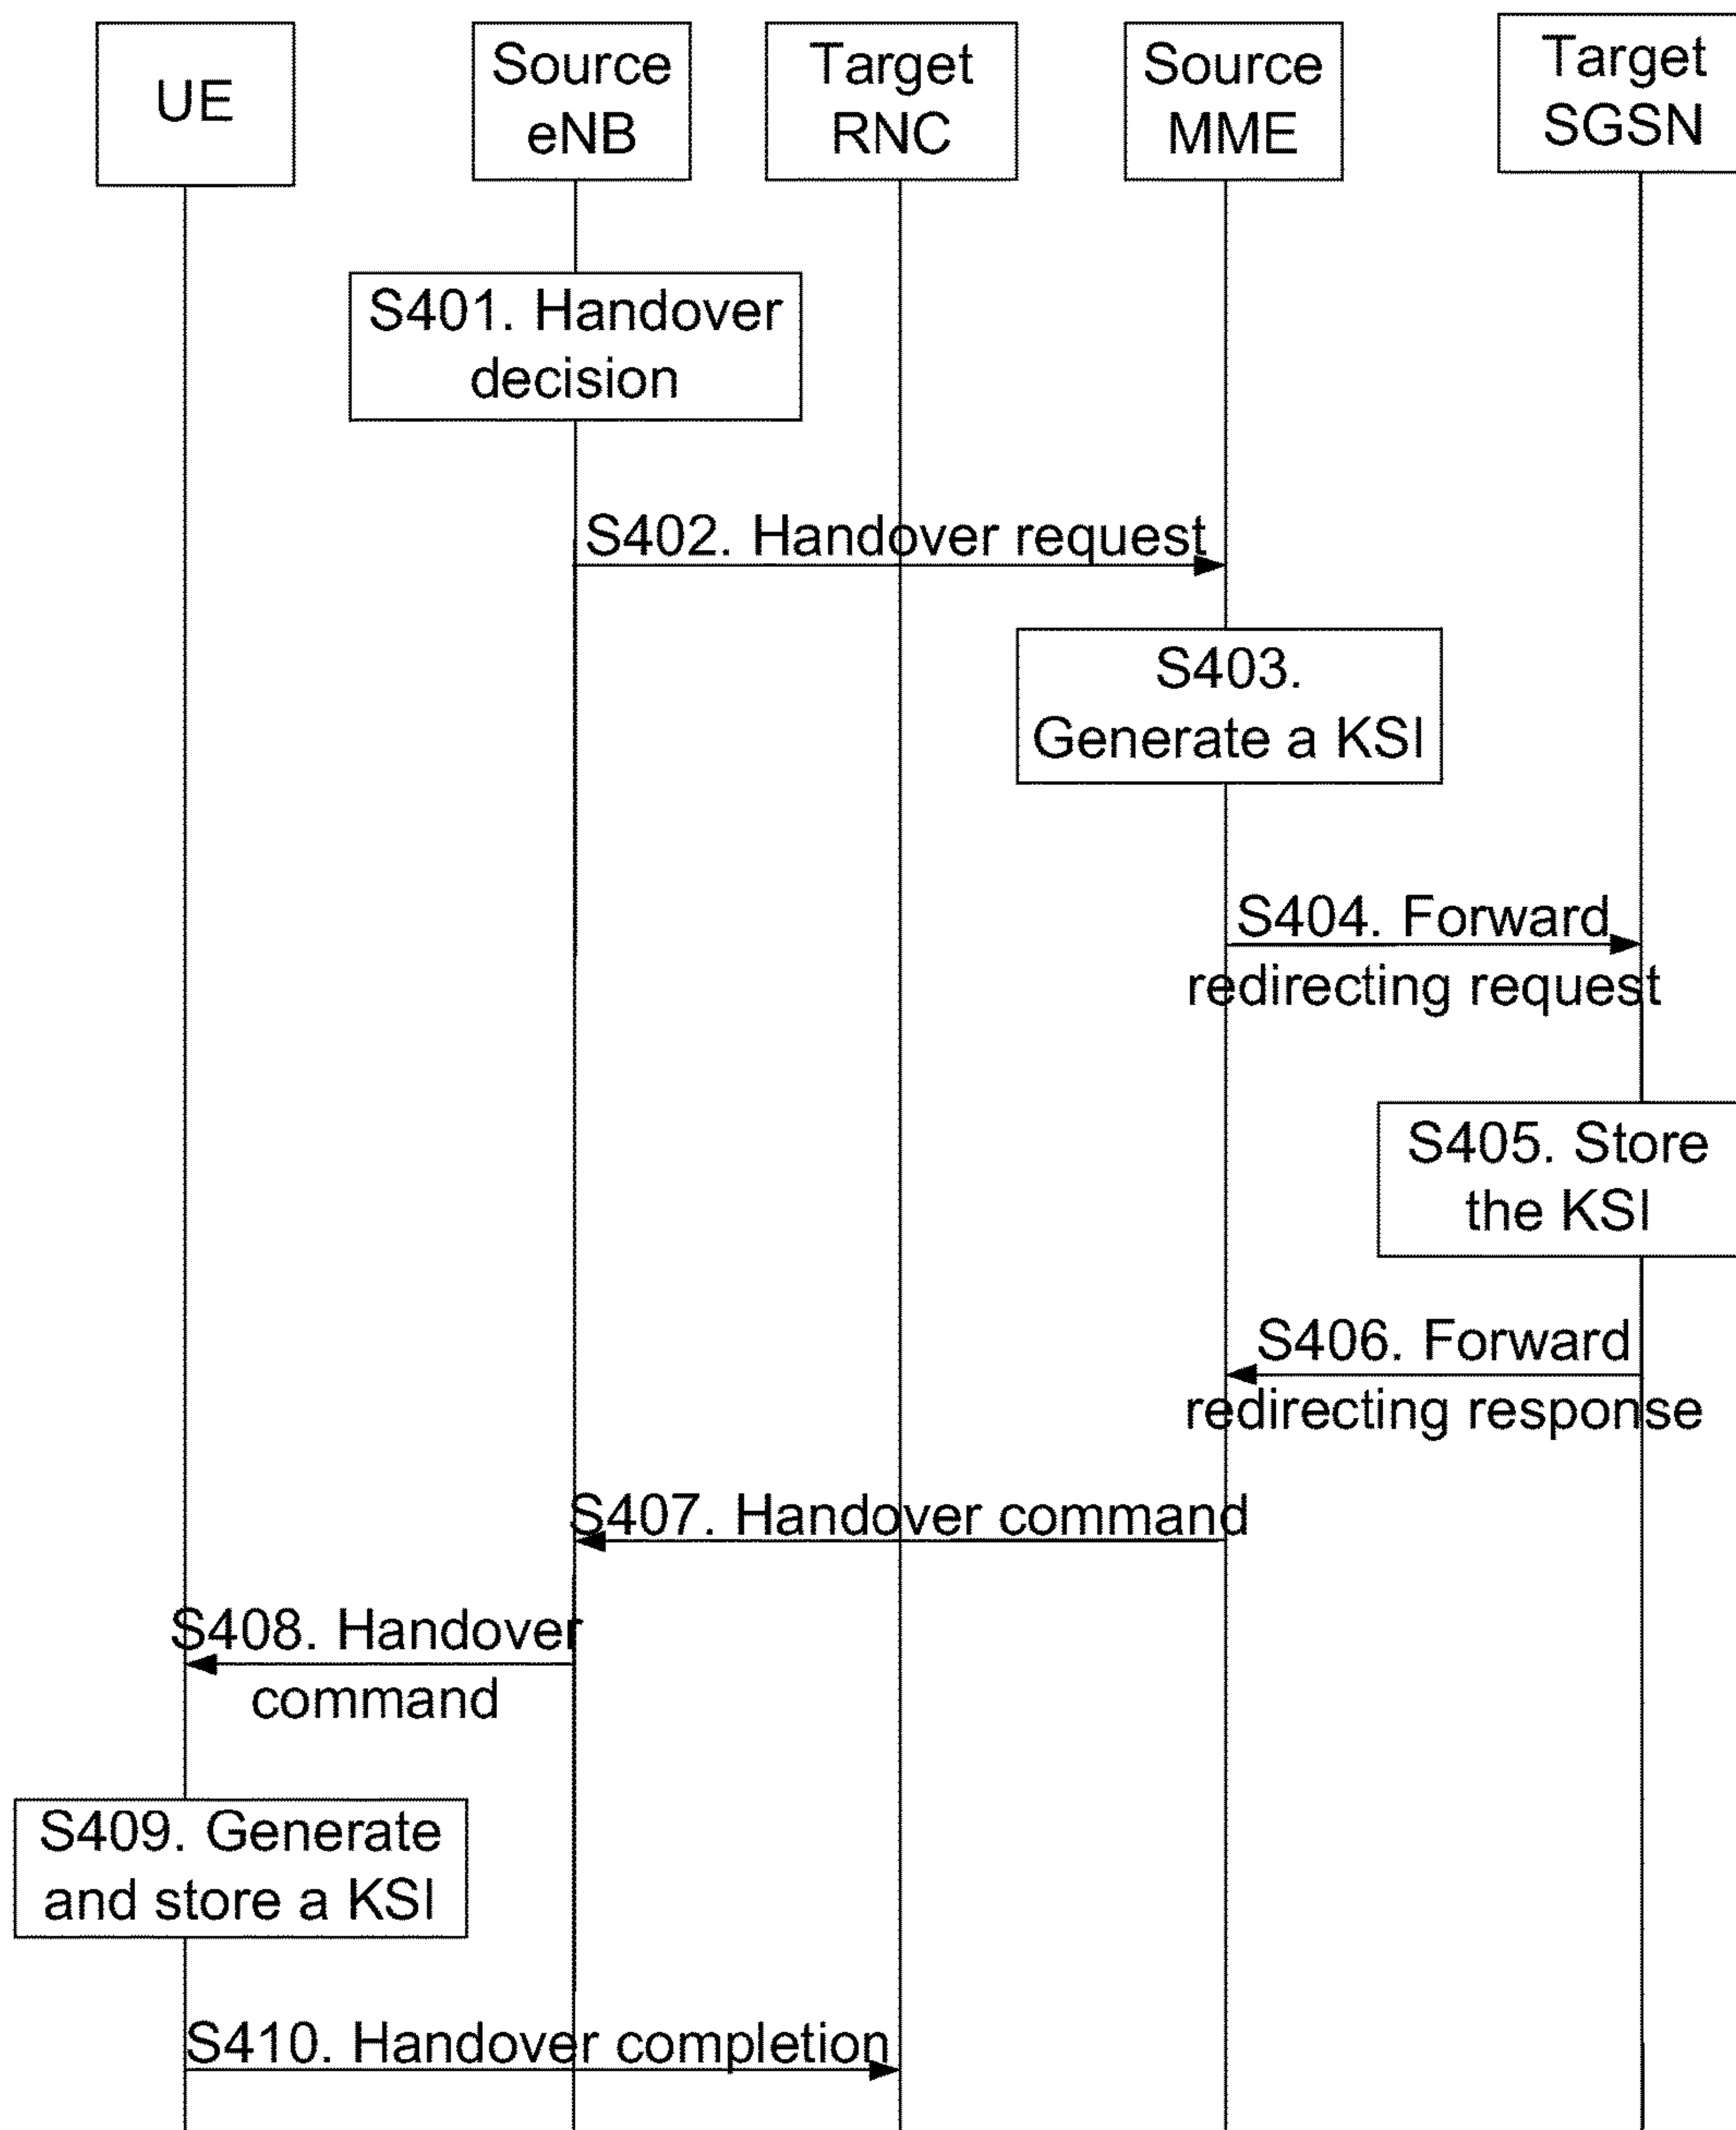 UE
Source
eNB
Target
RNC
Source
MME
Target
SGSN
S401. Handover
decision
S402. Handover request
S403.
Generate a KSI
S404. Forward
redirecting request
S405. Store
the KSI
S406. Forward
redirecting response
S407. Handover command
S408. Handover
command
S409. Generate
and store a KSI
S410. Handover completion